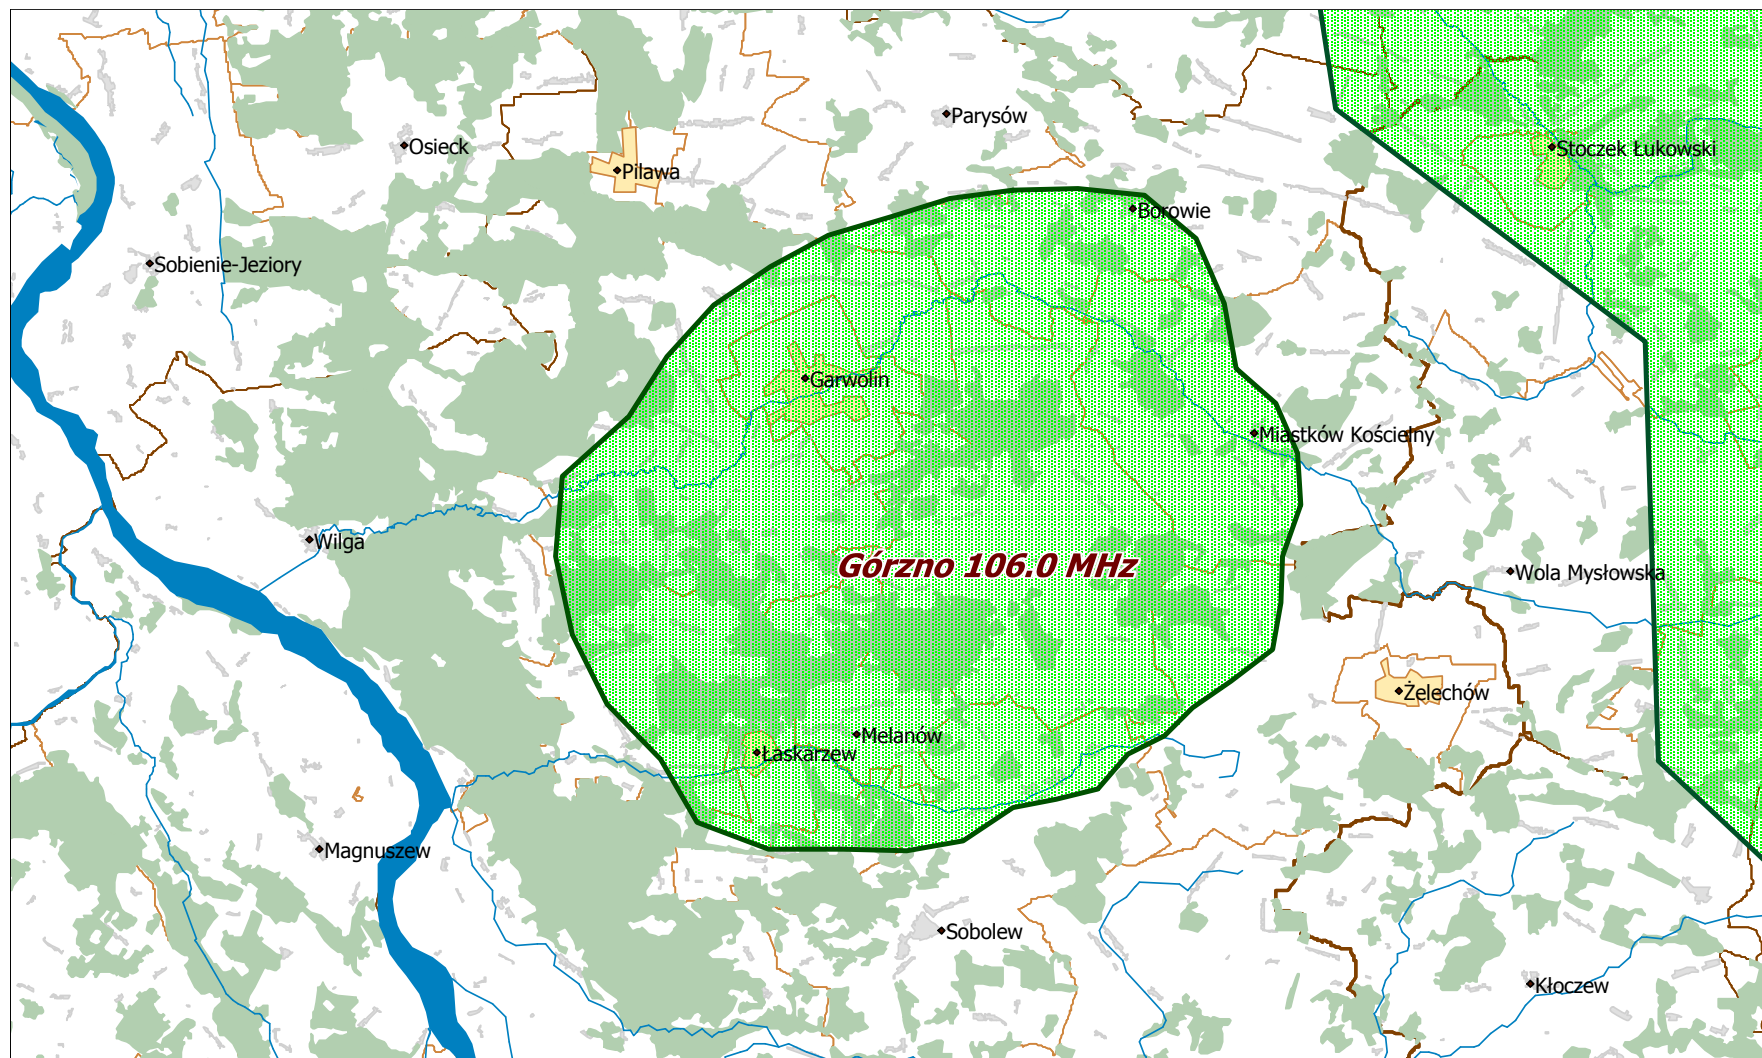 Parysów
Osieck
Stoczek Łukowski
Pilawa
Borowie
Sobienie-Jeziory
Garwolin
Miastków Kościelny
Wilga
Górzno 106.0 MHz
Wola Mysłowska
Żelechów
Melanów
Łaskarzew
Magnuszew
Sobolew
Kłoczew